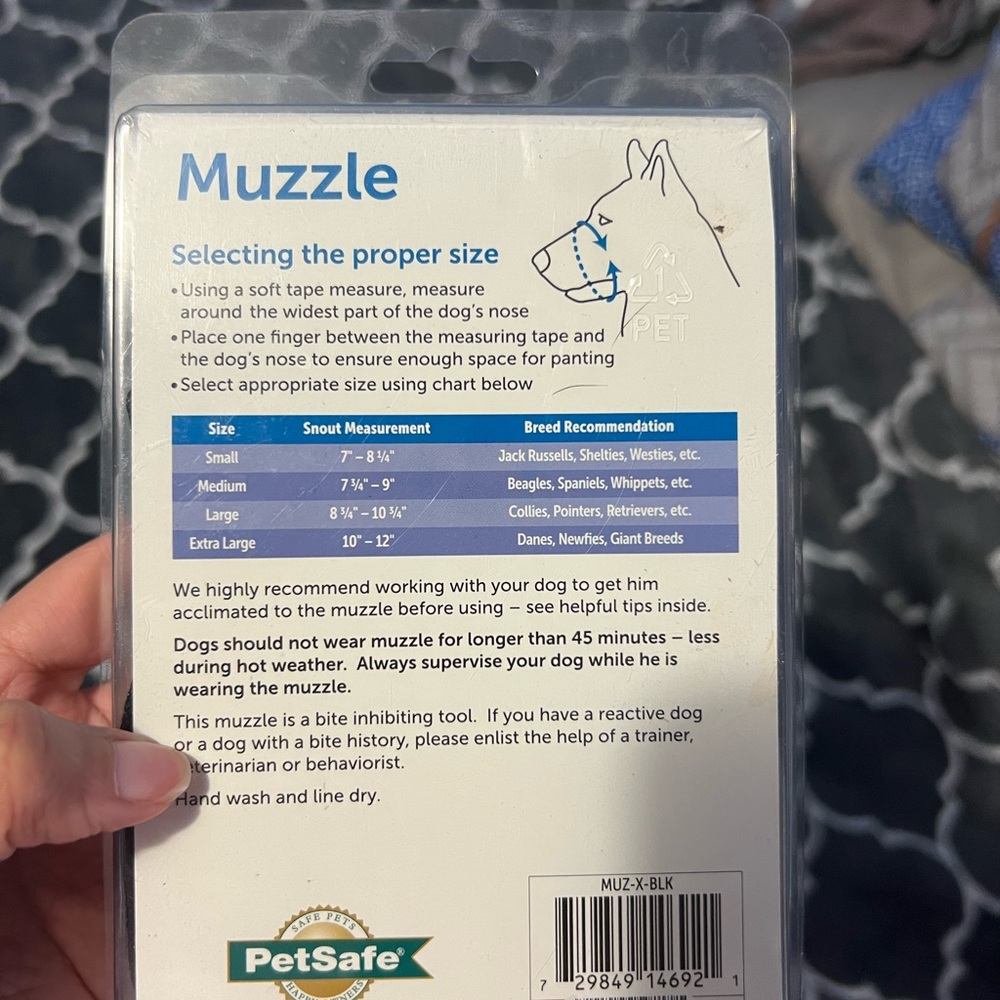 Muzzle
Selecting the proper size
•Using a soft tape measure, measure
around the widest part of the dog's nose
•Place one finger between the measuring tape and
the dog's nose to ensure enough space for panting
•Select appropriate size using chart below
1
PET
Size Snout Measurement Breed Recommendation
Small 7" – 8 ¼" Jack Russells, Shelties, Westies, etc.
Medium 7 ¾" – 9" Beagles, Spaniels, Whippets, etc.
Large 8 ¾" – 10 ¾" Collies, Pointers, Retrievers, etc.
Extra Large 10" – 12" Danes, Newfies, Giant Breeds
We highly recommend working with your dog to get him
acclimated to the muzzle before using – see helpful tips inside.
Dogs should not wear muzzle for longer than 45 minutes – less
during hot weather. Always supervise your dog while he is
wearing the muzzle.
This muzzle is a bite inhibiting tool. If you have a reactive dog
or a dog with a bite history, please enlist the help of a trainer,
veterinarian or behaviorist.
Hand wash and line dry.
SAFE PETS
PetSafe®
HAPPY OWNERS
MUZ-X-BLK
7 29849 14692 1